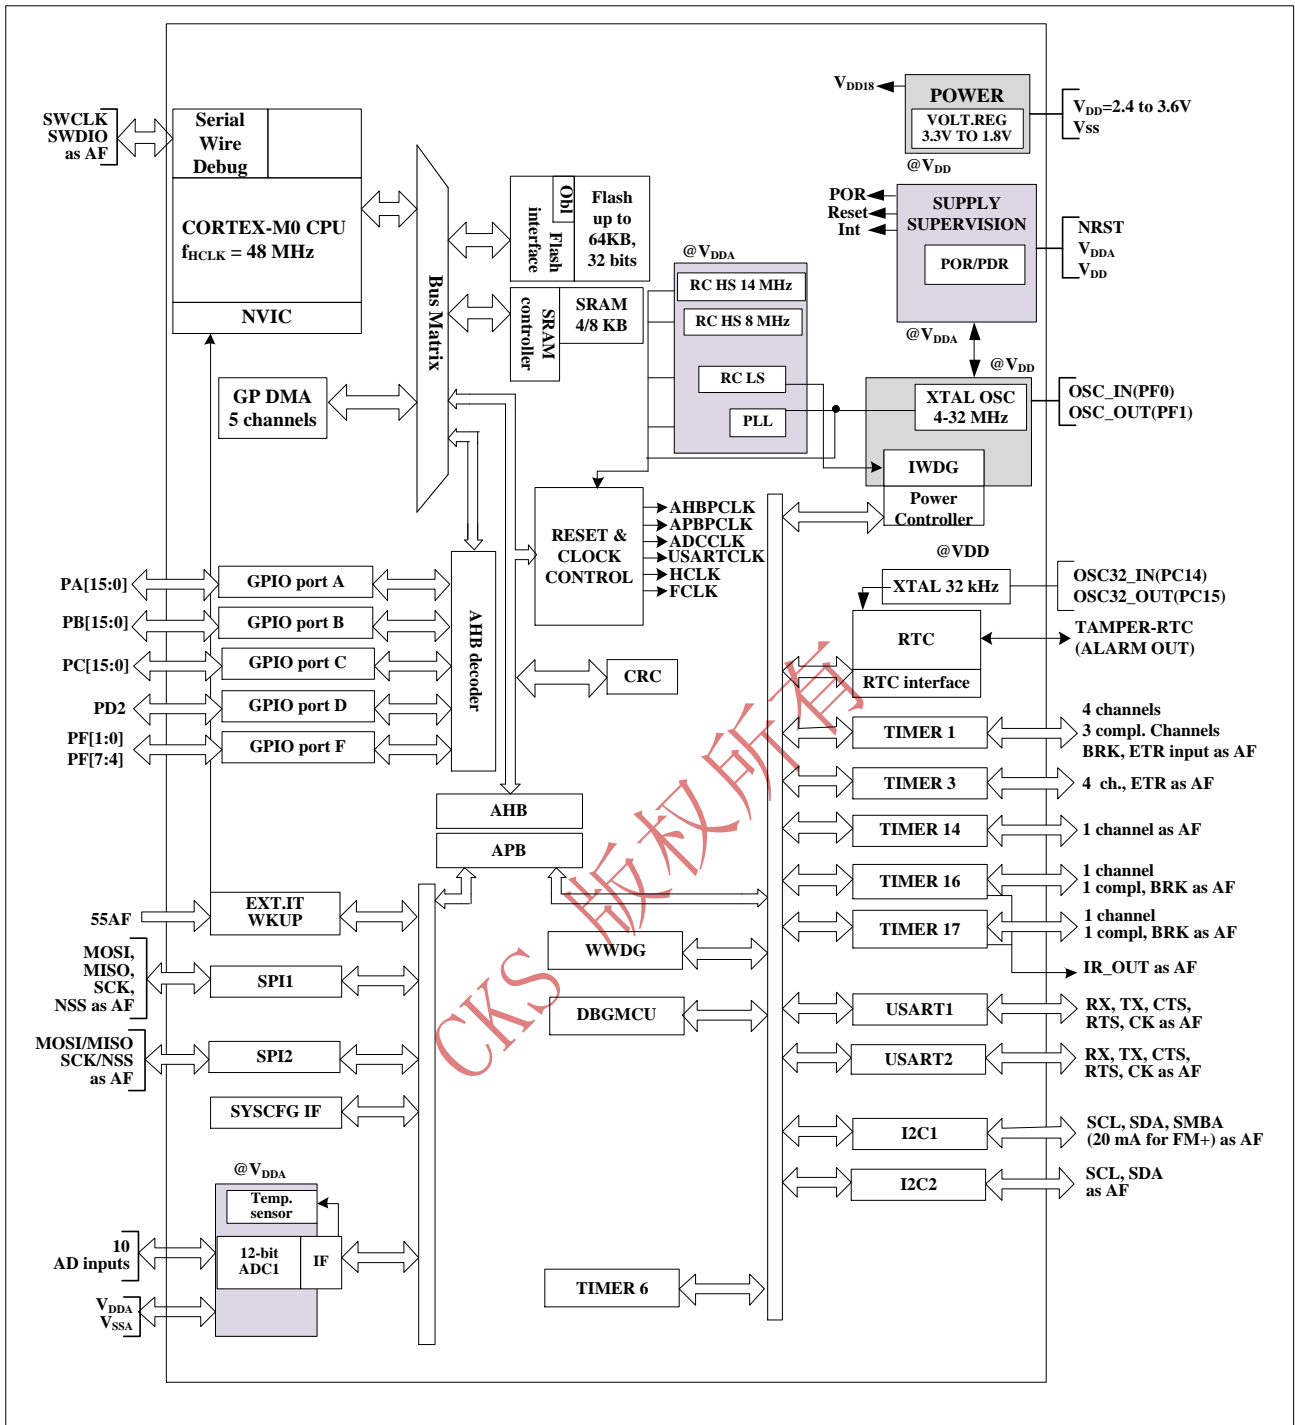 SWCLK
SWDIO
as AF
Serial
Wire
Debug
CORTEX-M0 CPU
fHCLK = 48 MHz
NVIC
GP DMA
5 channels
Bus Matrix
Obl
Flash
interface
Flash
up to
64KB,
32 bits
SRAM
controller
SRAM
4/8 KB
VDD18
POWER
VOLT.REG
3.3V TO 1.8V
VDD=2.4 to 3.6V
Vss
@VDD
POR
Reset
Int
SUPPLY
SUPERVISION
POR/PDR
NRST
VDDA
VDD
@VDDA
@VDDA
RC HS 14 MHz
RC HS 8 MHz
RC LS
PLL
@VDD
XTAL OSC
4-32 MHz
OSC_IN(PF0)
OSC_OUT(PF1)
IWDG
Power
Controller
@VDD
RESET &
CLOCK
CONTROL
AHBPCLK
APBPCLK
ADCCLK
USARTCLK
HCLK
FCLK
XTAL 32 kHz
OSC32_IN(PC14)
OSC32_OUT(PC15)
RTC
RTC interface
TAMPER-RTC
(ALARM OUT)
PA[15:0]
GPIO port A
PB[15:0]
GPIO port B
PC[15:0]
GPIO port C
PD2
GPIO port D
PF[1:0]
PF[7:4]
GPIO port F
AHB decoder
CRC
AHB
APB
TIMER 1
4 channels
3 compl. Channels
BRK, ETR input as AF
TIMER 3
4 ch., ETR as AF
TIMER 14
1 channel as AF
TIMER 16
1 channel
1 compl, BRK as AF
TIMER 17
1 channel
1 compl, BRK as AF
IR_OUT as AF
55AF
EXT.IT
WKUP
MOSI,
MISO,
SCK,
NSS as AF
SPI1
MOSI/MISO
SCK/NSS
as AF
SPI2
SYSCFG IF
WWDG
DBGMCU
USART1
RX, TX, CTS,
RTS, CK as AF
USART2
RX, TX, CTS,
RTS, CK as AF
I2C1
SCL, SDA, SMBA
(20 mA for FM+) as AF
I2C2
SCL, SDA
as AF
@VDDA
Temp.
sensor
10
AD inputs
12-bit
ADC1
IF
VDDA
VSSA
TIMER 6
CKS 版权所有